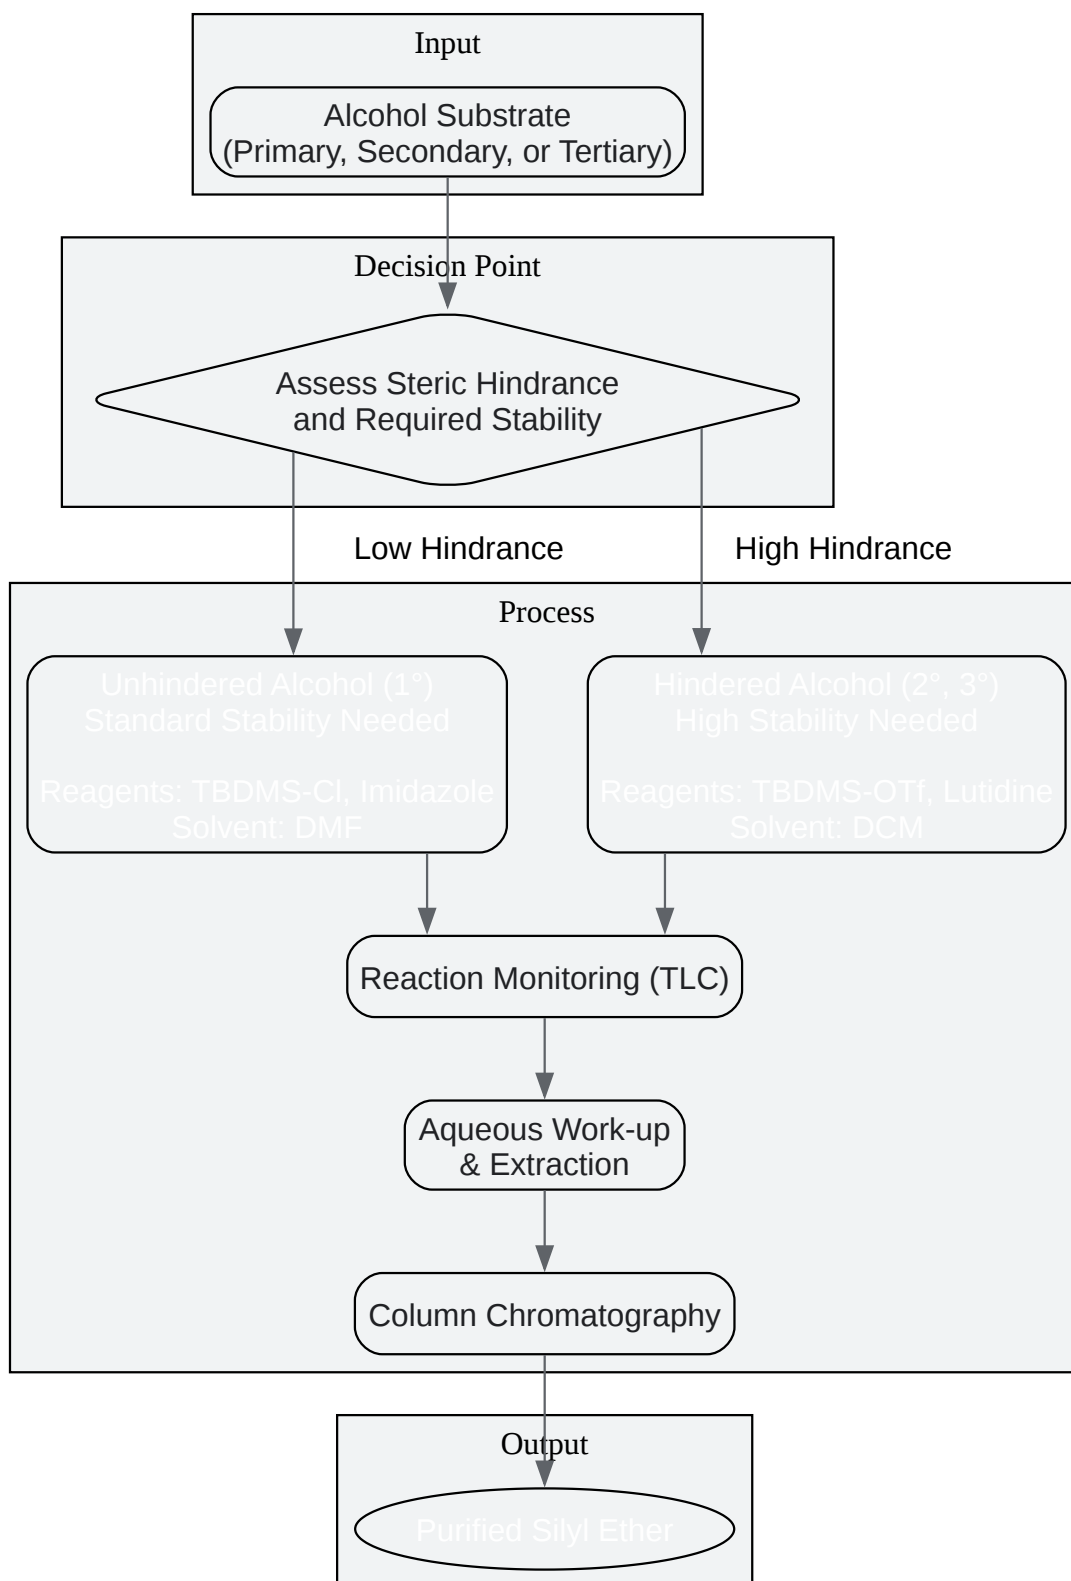 Input
Alcohol Substrate
(Primary, Secondary, or Tertiary)
Decision Point
Assess Steric Hindrance
and Required Stability
Low Hindrance
High Hindrance
Process
Unhindered Alcohol (1°)
Standard Stability Needed
Reagents: TBDMS-Cl, Imidazole
Solvent: DMF
Hindered Alcohol (2°, 3°)
High Stability Needed
Reagents: TBDMS-OTf, Lutidine
Solvent: DCM
Reaction Monitoring (TLC)
Aqueous Work-up
& Extraction
Column Chromatography
Output
Purified Silyl Ether